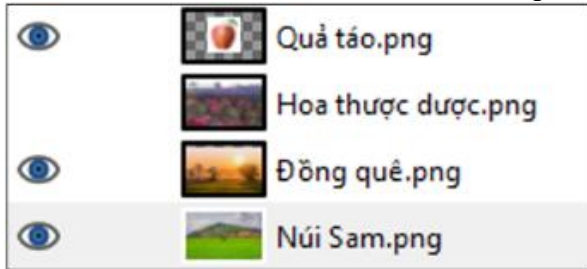 Quả táo.png
Hoa thược dược.png
Đồng quê.png
Núi Sam.png